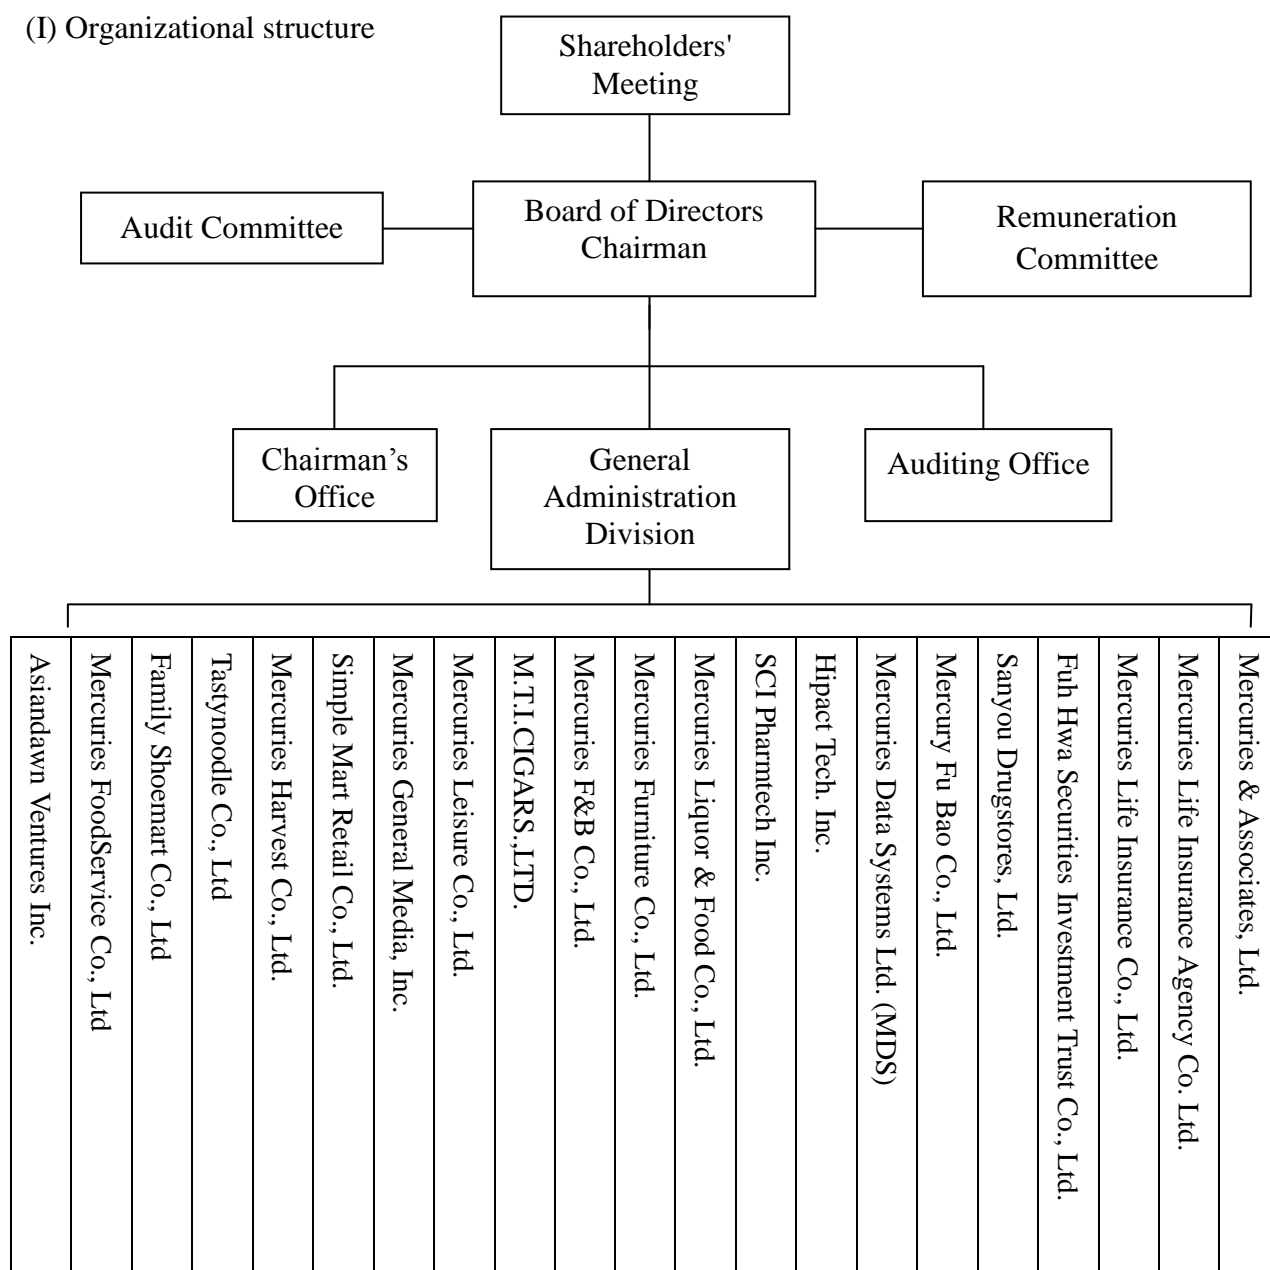 (I) Organizational structure
Shareholders'
Meeting
Audit Committee
Board of Directors
Chairman
Remuneration
Committee
Chairman’s
Office
General
Administration
Division
Auditing Office
Asiandawn Ventures Inc.
Mercuries FoodService Co., Ltd
Family Shoemart Co., Ltd
Tastynoodle Co., Ltd
Mercuries Harvest Co., Ltd.
Simple Mart Retail Co., Ltd.
Mercuries General Media, Inc.
Mercuries Leisure Co., Ltd.
M.T.I.CIGARS.,LTD.
Mercuries F&B Co., Ltd.
Mercuries Furniture Co., Ltd.
Mercuries Liquor & Food Co., Ltd.
SCI Pharmtech Inc.
Hipact Tech. Inc.
Mercuries Data Systems Ltd. (MDS)
Mercury Fu Bao Co., Ltd.
Sanyou Drugstores, Ltd.
Fuh Hwa Securities Investment Trust Co., Ltd.
Mercuries Life Insurance Co., Ltd.
Mercuries Life Insurance Agency Co. Ltd.
Mercuries & Associates, Ltd.